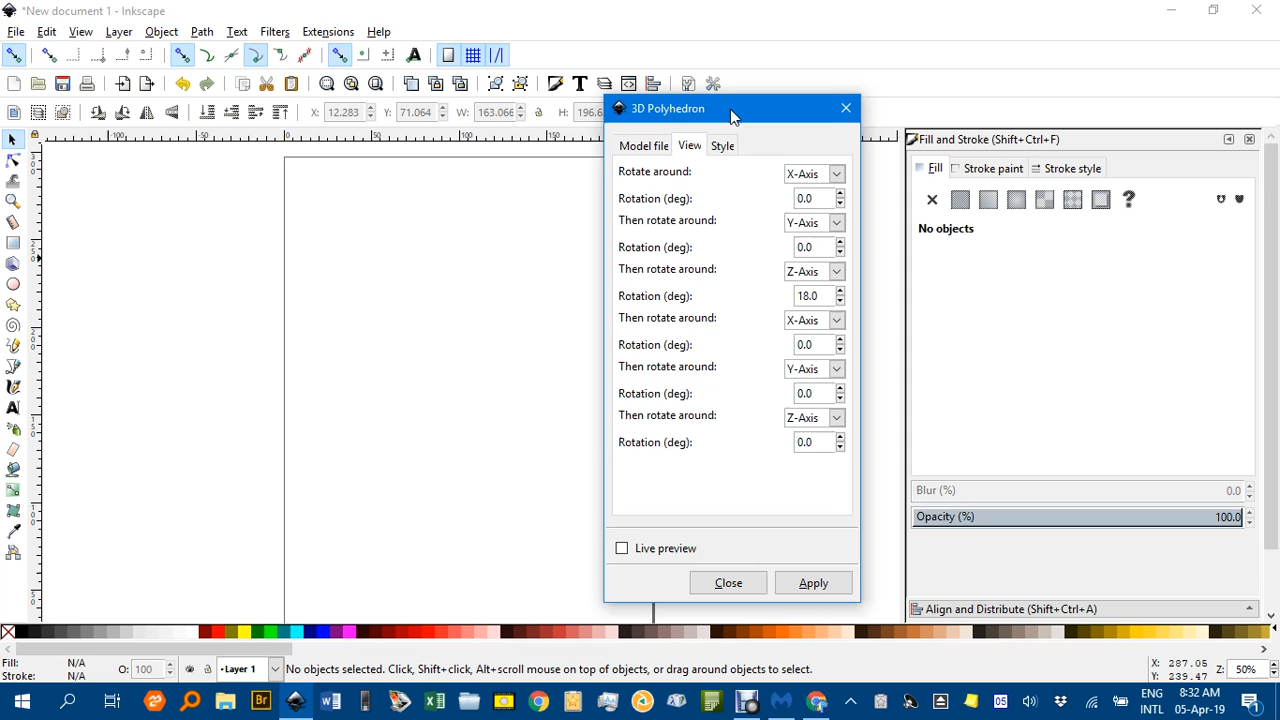 *New document 1 - Inkscape
File Edit View Layer Object Path Text Filters Extensions Help
X: 12.283 Y: 71.064 W: 163.066 H: 196.6
3D Polyhedron
Model file View Style
Rotate around: X-Axis
Rotation (deg): 0.0
Then rotate around: Y-Axis
Rotation (deg): 0.0
Then rotate around: Z-Axis
Rotation (deg): 18.0
Then rotate around: X-Axis
Rotation (deg): 0.0
Then rotate around: Y-Axis
Rotation (deg): 0.0
Then rotate around: Z-Axis
Rotation (deg): 0.0
Live preview
Close Apply
Fill and Stroke (Shift+Ctrl+F)
Fill Stroke paint Stroke style
No objects
Blur (%) 0.0
Opacity (%) 100.0
Align and Distribute (Shift+Ctrl+A)
Fill: N/A
Stroke: N/A
O: 100
Layer 1
No objects selected. Click, Shift+click, Alt+scroll mouse on top of objects, or drag around objects to select.
X: 287.05
Y: 239.47
Z: 50%
Br
05
ENG
INTL
8:32 AM
05-Apr-19